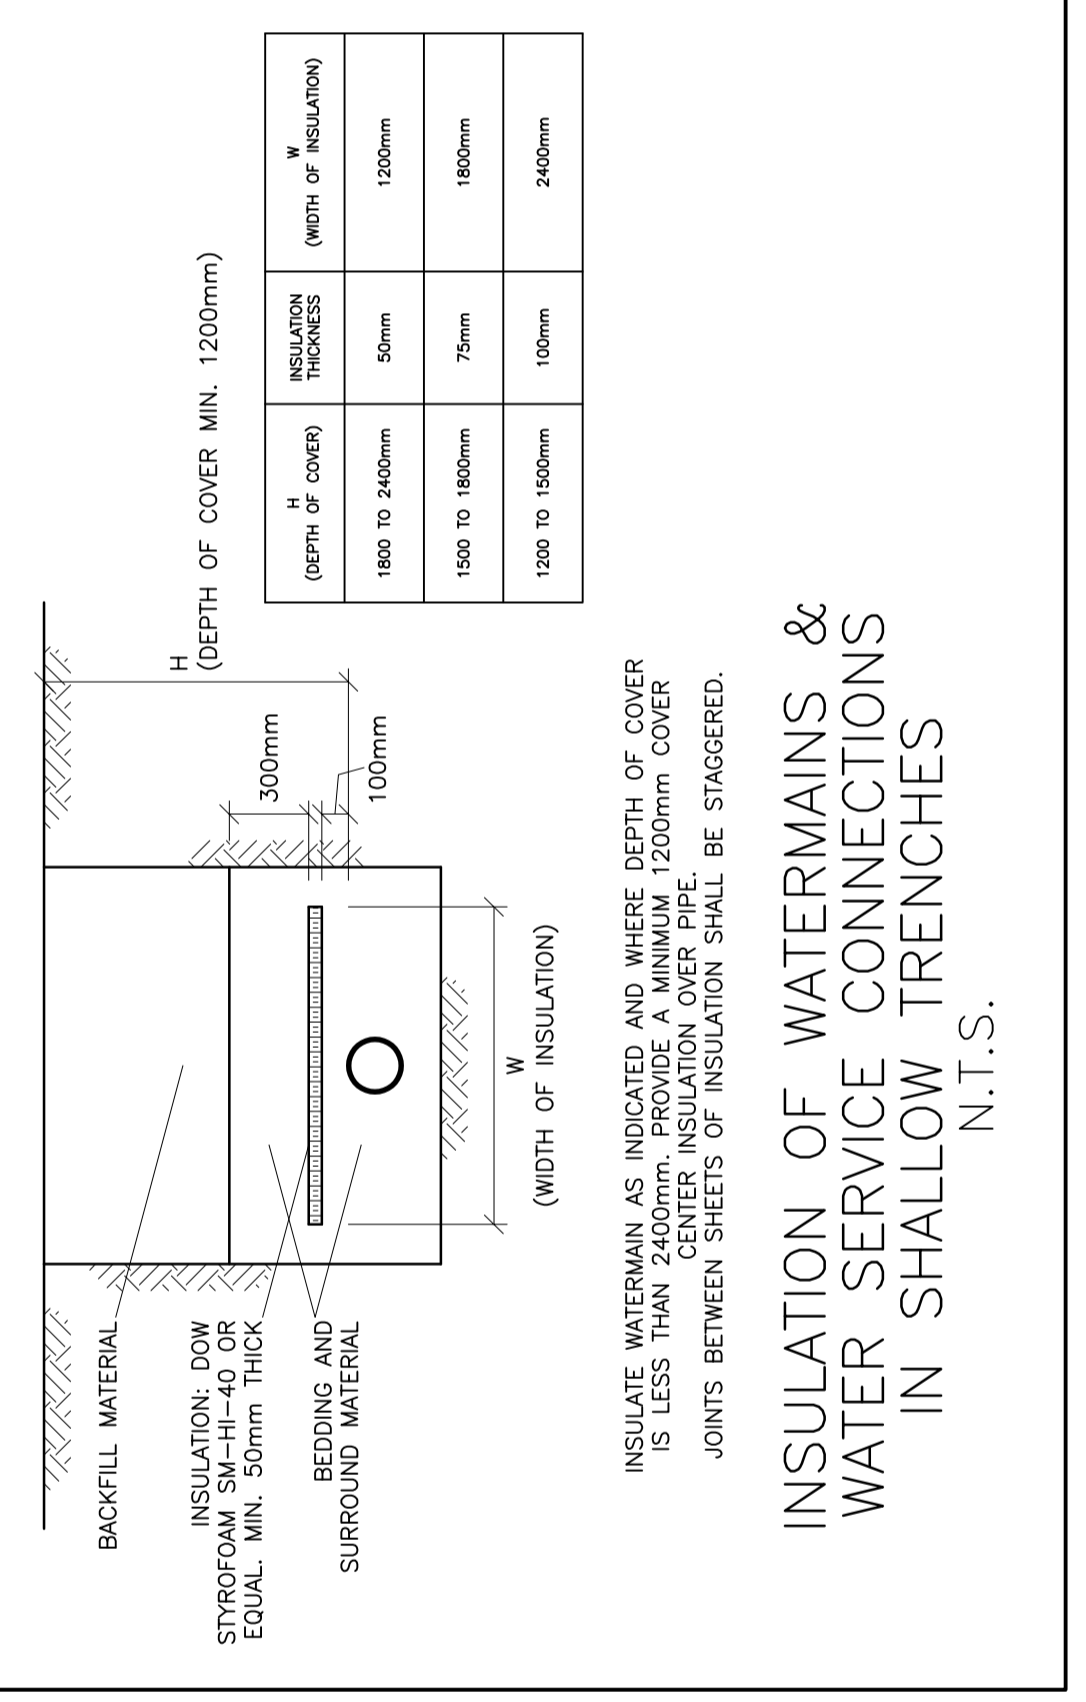 BACKFILL MATERIAL
INSULATION: DOW
STYROFOAM SM-HI-40 OR
EQUAL. MIN. 50mm THICK
BEDDING AND
SURROUND MATERIAL
300mm
100mm
H
(DEPTH OF COVER MIN. 1200mm)
W
(WIDTH OF INSULATION)
H
(DEPTH OF COVER)
INSULATION
THICKNESS
W
(WIDTH OF INSULATION)
1800 TO 2400mm 50mm 1200mm
1500 TO 1800mm 75mm 1800mm
1200 TO 1500mm 100mm 2400mm
INSULATE WATERMAIN AS INDICATED AND WHERE DEPTH OF COVER
IS LESS THAN 2400mm. PROVIDE A MINIMUM 1200mm COVER
CENTER INSULATION OVER PIPE.
JOINTS BETWEEN SHEETS OF INSULATION SHALL BE STAGGERED.
INSULATION OF WATERMAINS &
WATER SERVICE CONNECTIONS
IN SHALLOW TRENCHES
N.T.S.